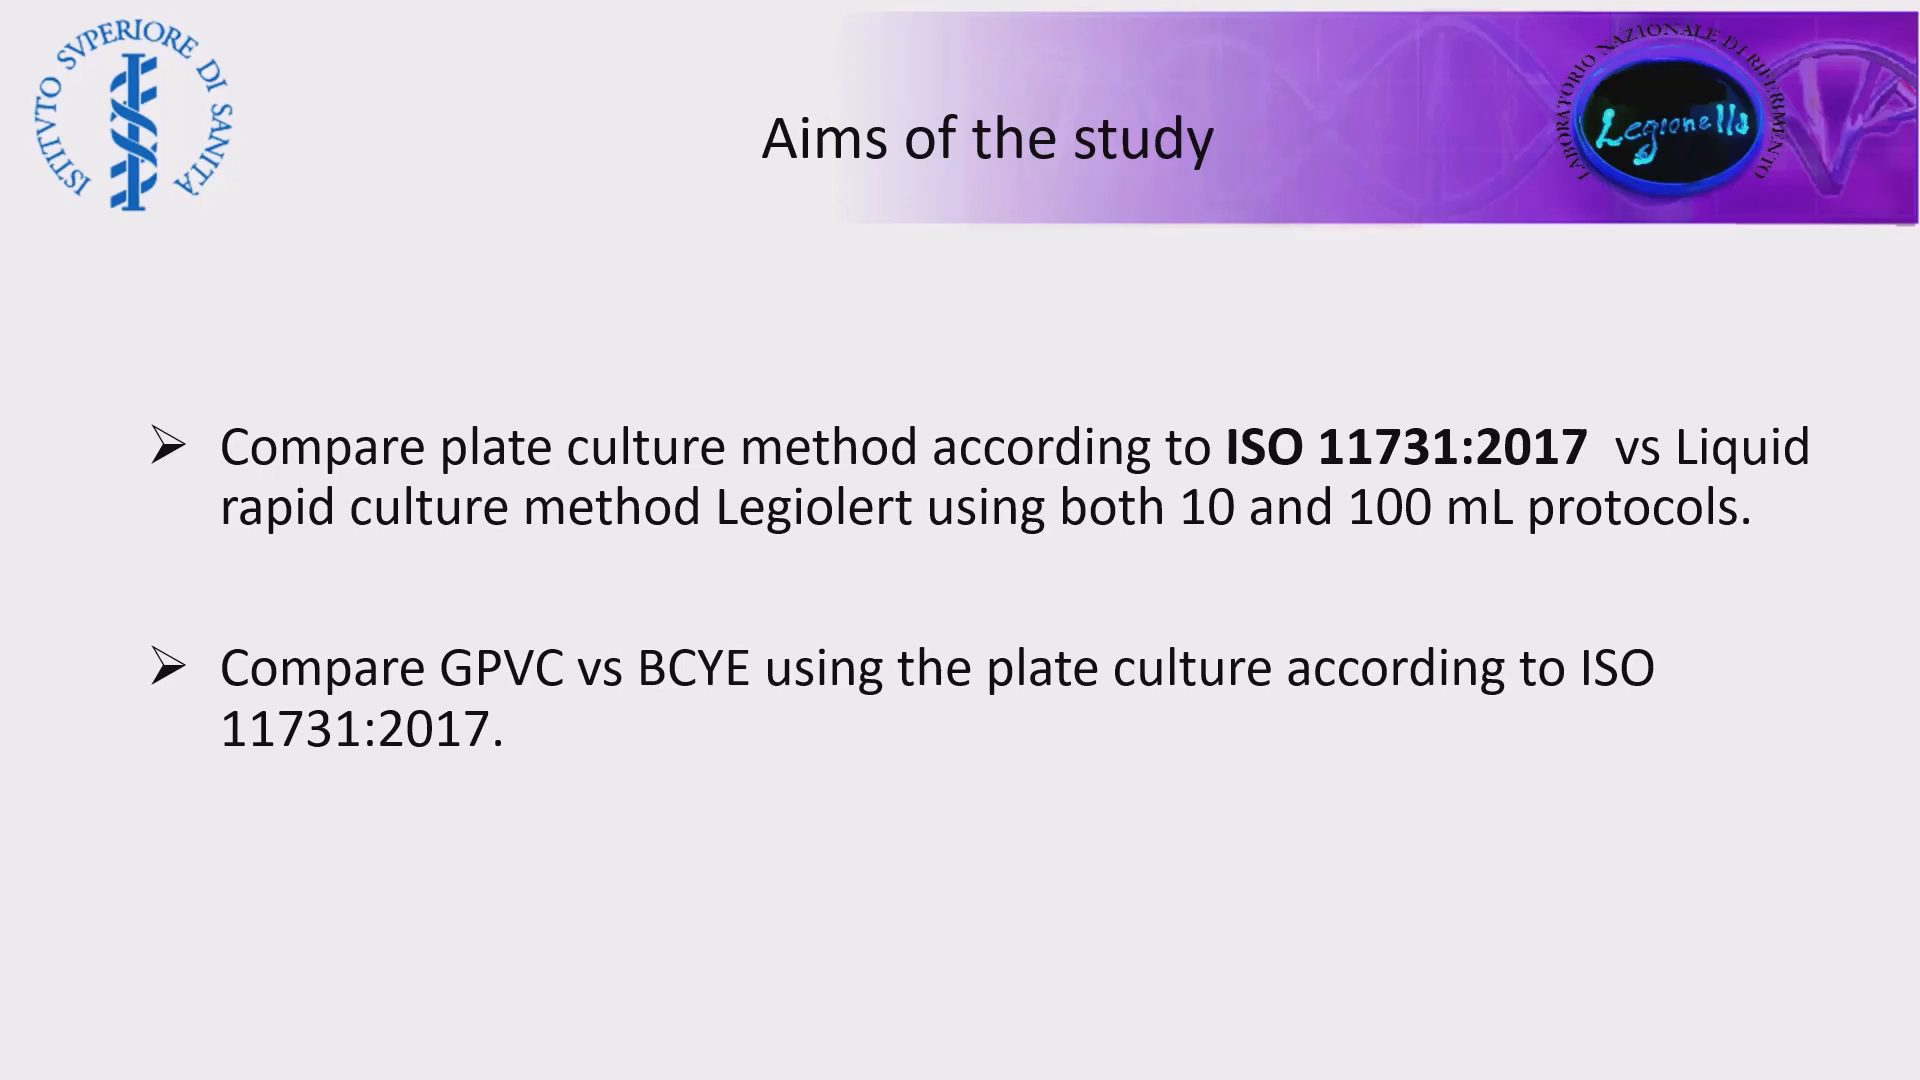 ISTITVTO SVPERIORE DI SANITÀ
LABORATORIO NAZIONALE DI RIFERIMENTO
Legionella
Aims of the study
Compare plate culture method according to ISO 11731:2017 vs Liquid
rapid culture method Legiolert using both 10 and 100 mL protocols.
Compare GPVC vs BCYE using the plate culture according to ISO
11731:2017.